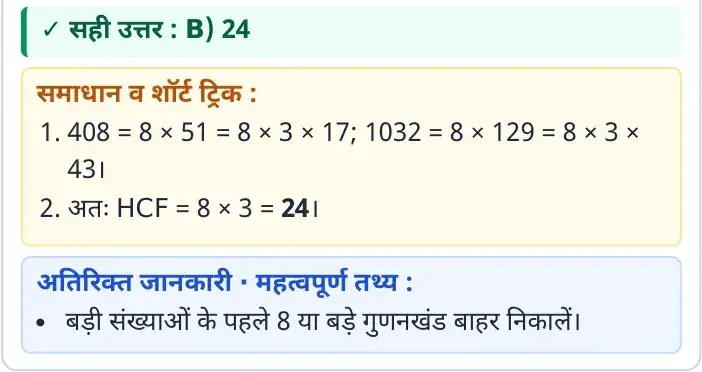 ✓ सही उत्तर : B) 24
समाधान व शॉर्ट ट्रिक :
1. 408 = 8 × 51 = 8 × 3 × 17; 1032 = 8 × 129 = 8 × 3 ×
43।
2. अतः HCF = 8 × 3 = 24।
अतिरिक्त जानकारी · महत्वपूर्ण तथ्य :
• बड़ी संख्याओं के पहले 8 या बड़े गुणनखंड बाहर निकालें।